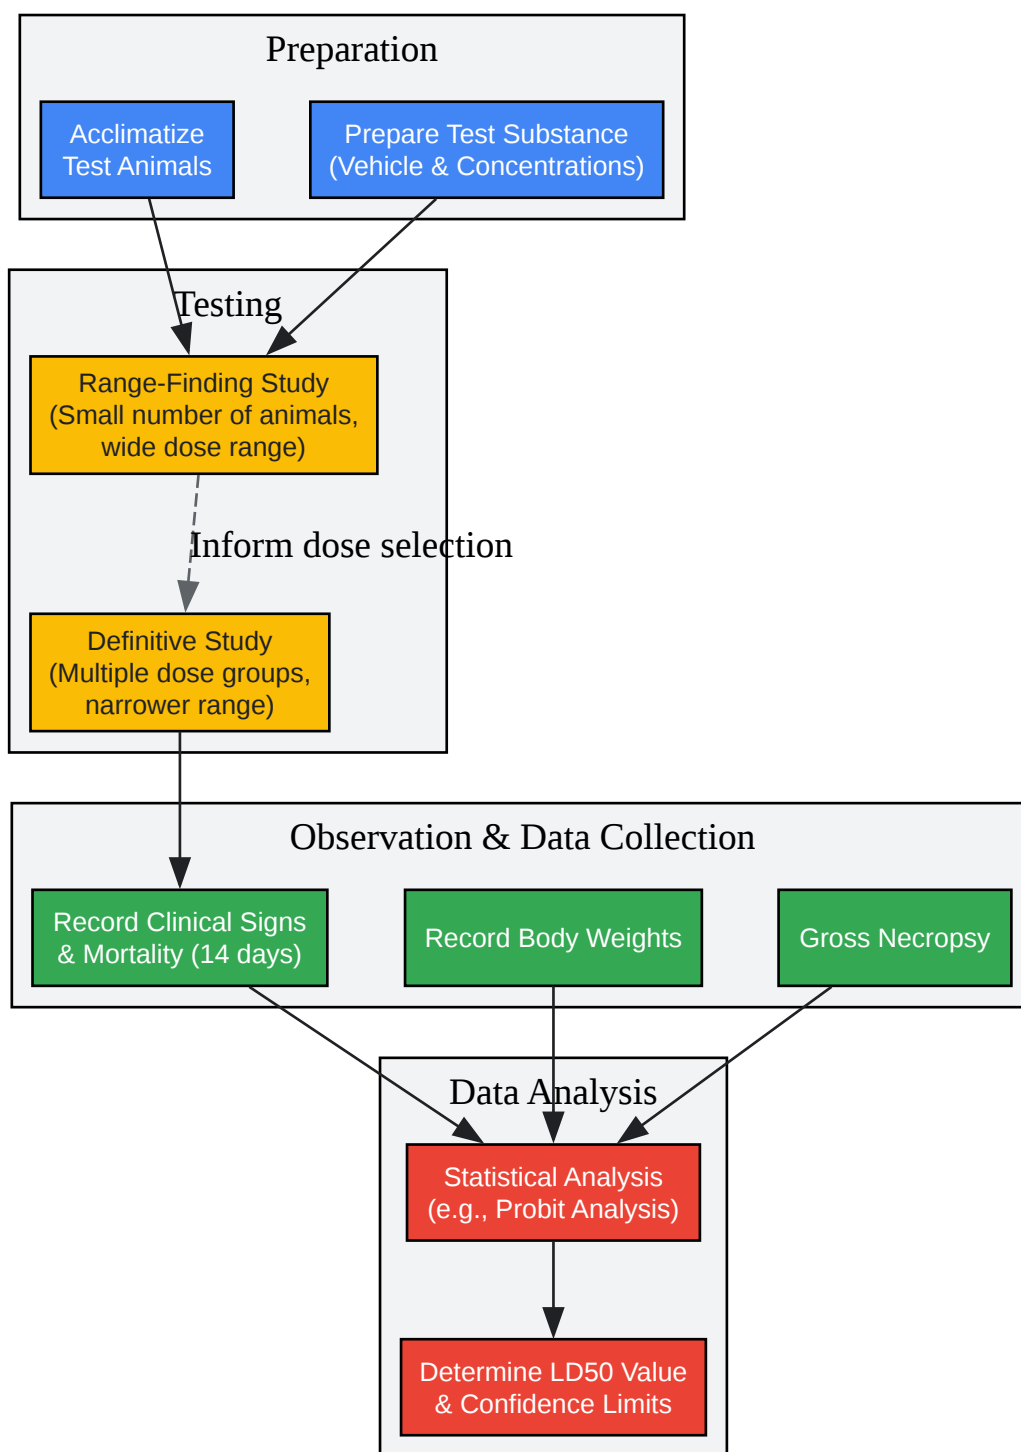 Preparation
Acclimatize
Test Animals
Prepare Test Substance
(Vehicle & Concentrations)
Testing
Range-Finding Study
(Small number of animals,
wide dose range)
Inform dose selection
Definitive Study
(Multiple dose groups,
narrower range)
Observation & Data Collection
Record Clinical Signs
& Mortality (14 days)
Record Body Weights
Gross Necropsy
Data Analysis
Statistical Analysis
(e.g., Probit Analysis)
Determine LD50 Value
& Confidence Limits